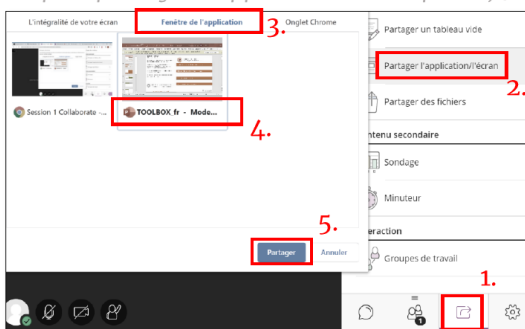 L'intégralité de votre écran
Fenêtre de l'application
Onglet Chrome
3.
Session 1 Collaborate - ...
TOOLBOX_fr - Mode...
4.
5.
Partager
Annuler
Partager un tableau vide
Partager l'application/l'écran
2.
Partager des fichiers
ntenu secondaire
Sondage
Minuteur
eraction
Groupes de travail
1.
1